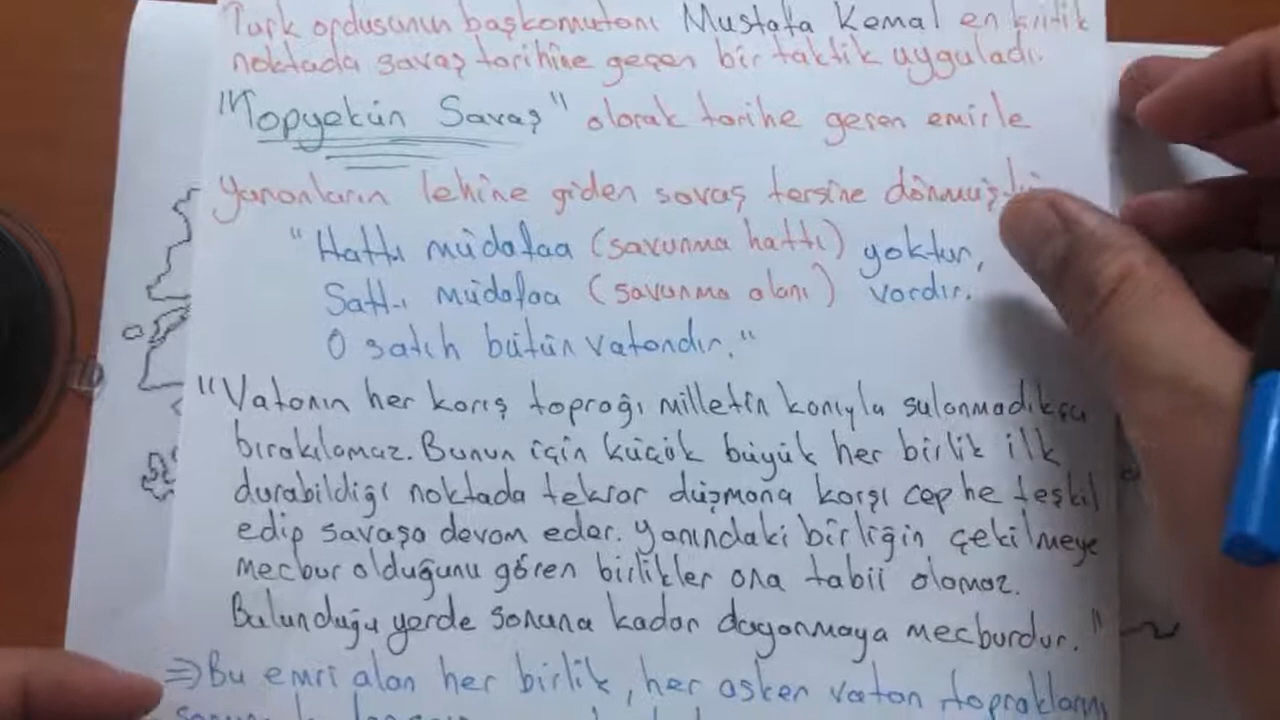 Türk ordusunun başkomutanı Mustafa Kemal en kritik
noktada savaş tarihine geçen bir taktik uyguladı.
"Topyekün Savaş" olarak tarihe geçen emirle
Yunanların lehine giden savaş tersine dönmüş
"Hattı müdafaa (savunma hattı) yoktur,
Sathı müdafaa (savunma alanı) vardır.
O satıh bütün vatandır."
"Vatanın her karış toprağı milletin kanıyla sulanmadıkça
bırakılamaz. Bunun için küçük büyük her birlik ilk
durabildiği noktada tekrar düşmana karşı cephe teşkil
edip savaşa devam eder. Yanındaki birliğin çekilmeye
mecbur olduğunu gören birlikler ona tabii olamaz.
Bulunduğu yerde sonuna kadar dayanmaya mecburdur."
⇒ Bu emri alan her birlik, her asker vatan topraklarını